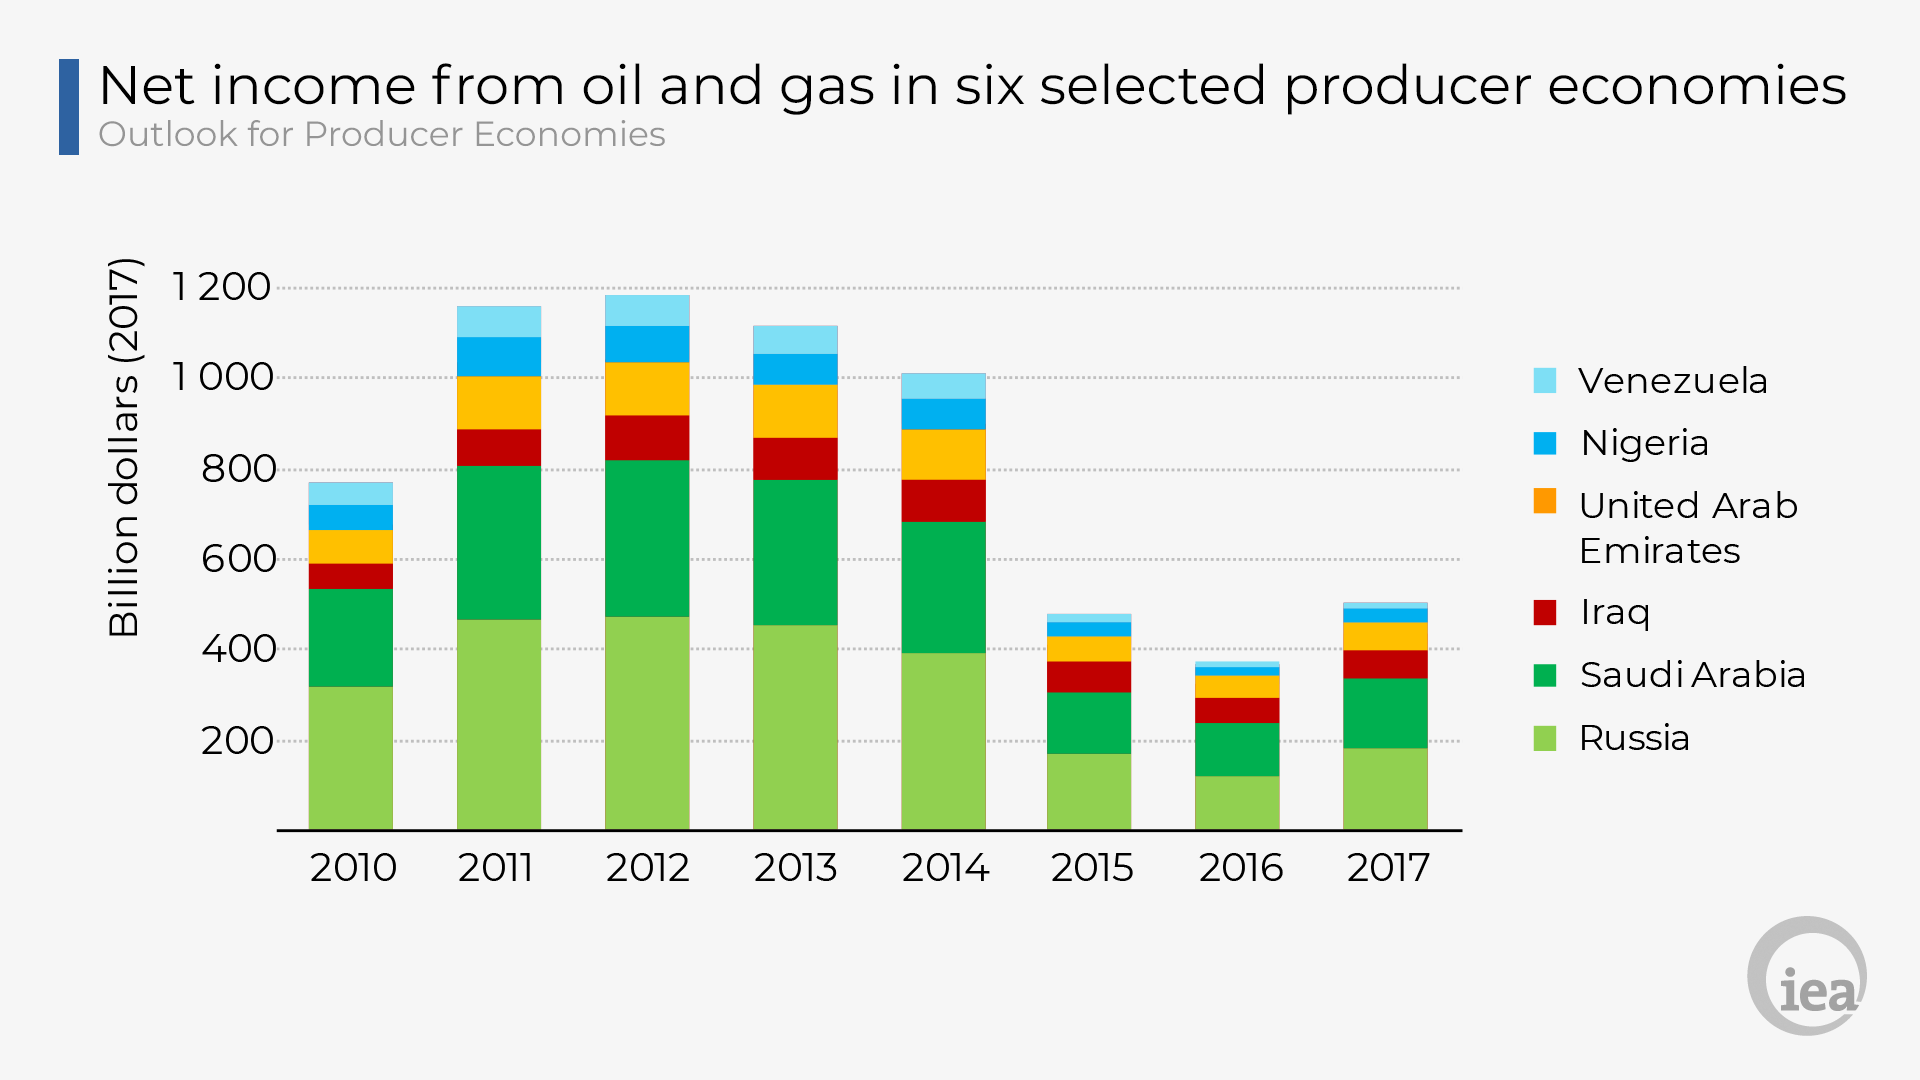 Net income from oil and gas in six selected producer economies
Outlook for Producer Economies
Billion dollars (2017)
1 200
1 000
800
600
400
200
2010 2011 2012 2013 2014 2015 2016 2017
Venezuela
Nigeria
United Arab
Emirates
Iraq
Saudi Arabia
Russia
iea